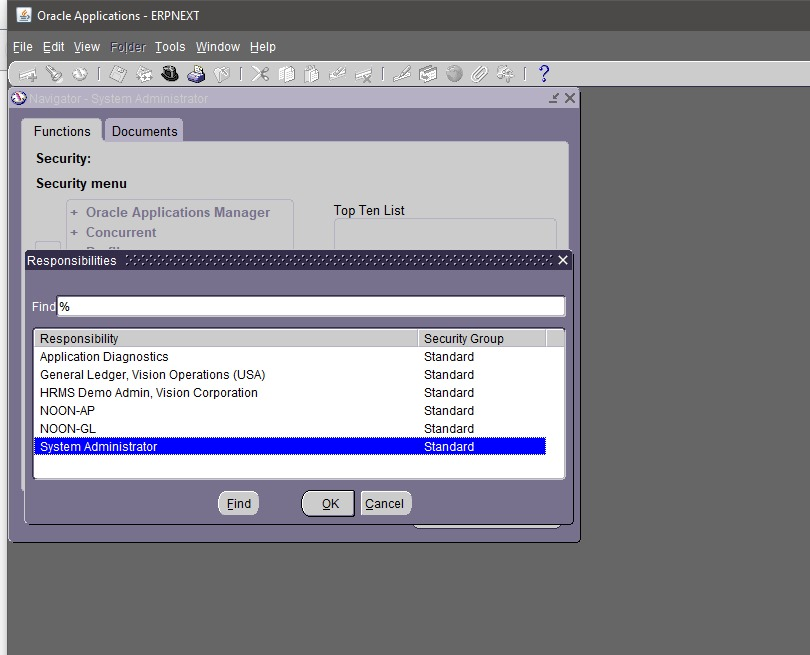 Oracle Applications - ERPNEXT
File Edit View Folder Tools Window Help
Navigator - System Administrator
Functions Documents
Security:
Security menu
+ Oracle Applications Manager
Top Ten List
+ Concurrent
Responsibilities
Find %
Responsibility Security Group
Application Diagnostics Standard
General Ledger, Vision Operations (USA) Standard
HRMS Demo Admin, Vision Corporation Standard
NOON-AP Standard
NOON-GL Standard
System Administrator Standard
Find OK Cancel